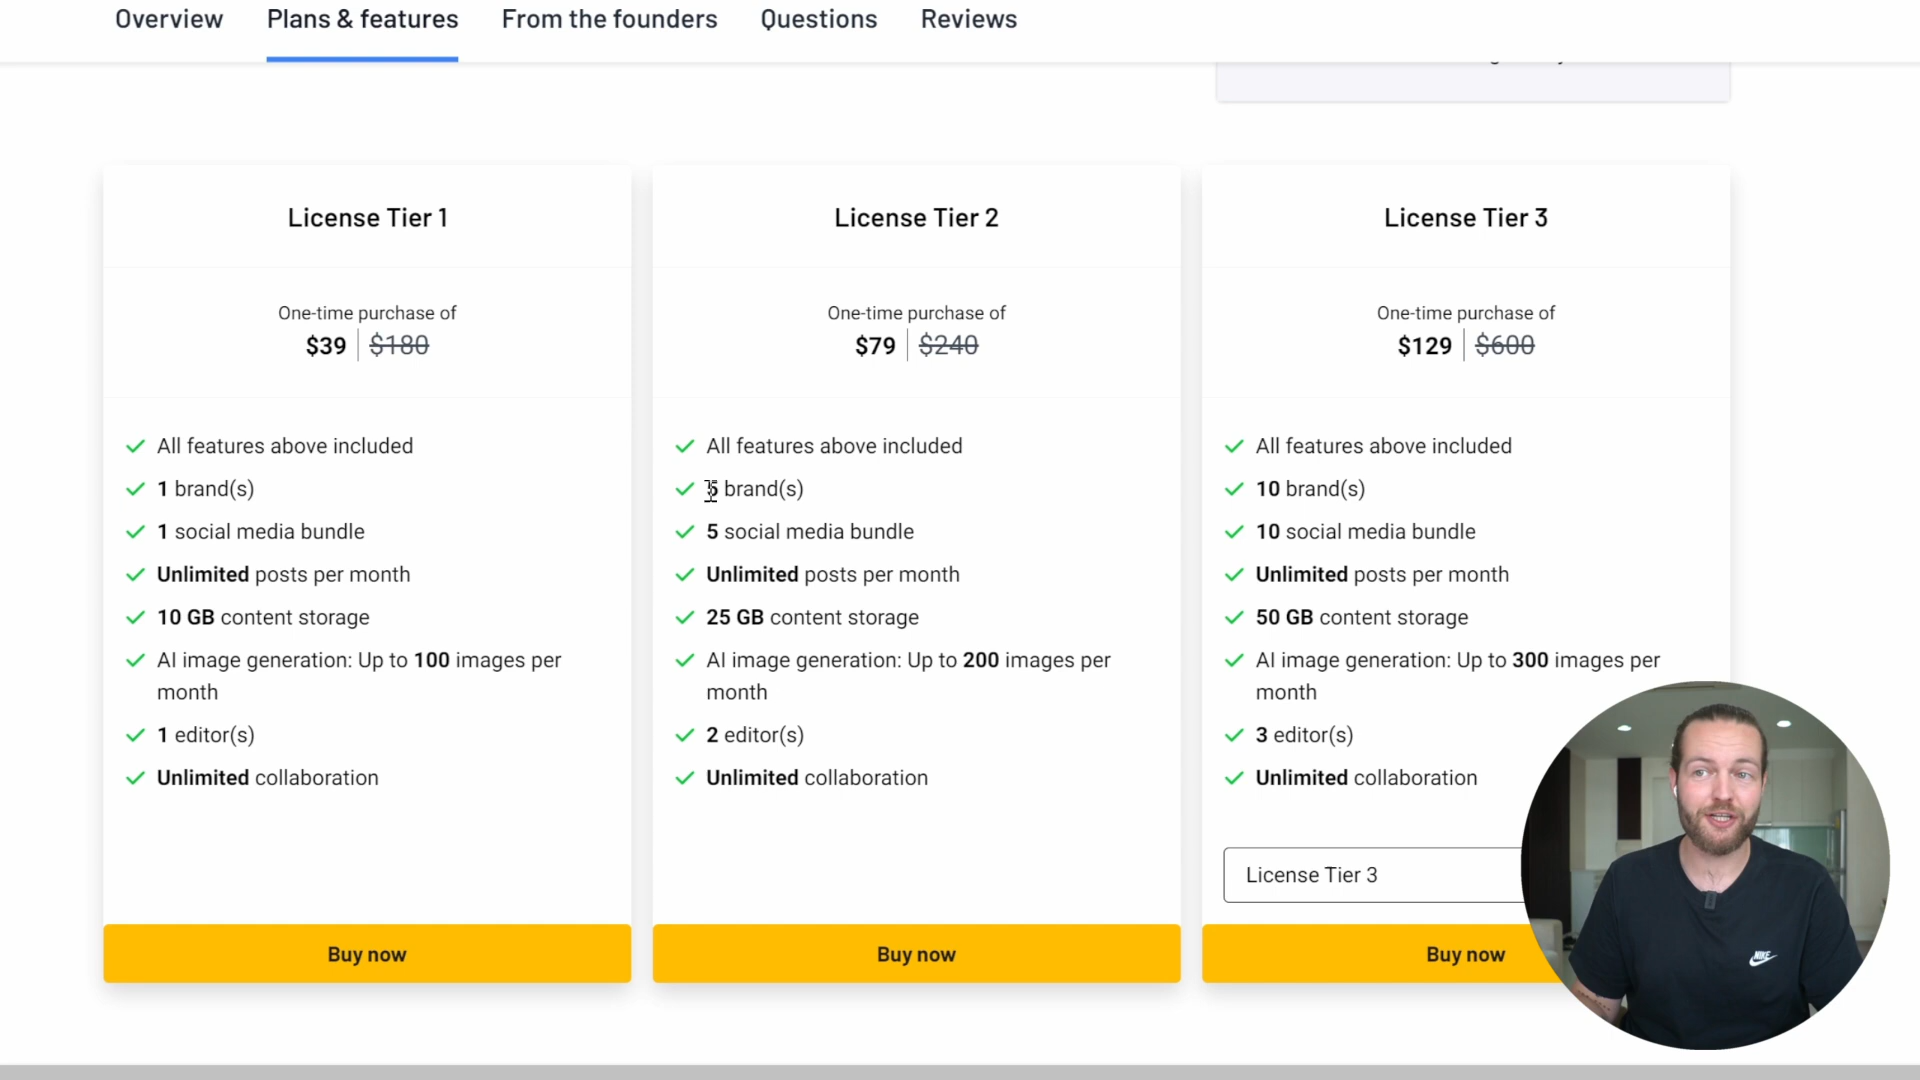 Overview
Plans & features
From the founders
Questions
Reviews
License Tier 1
One-time purchase of
$39 $180
All features above included
1 brand(s)
1 social media bundle
Unlimited posts per month
10 GB content storage
AI image generation: Up to 100 images per
month
1 editor(s)
Unlimited collaboration
Buy now
License Tier 2
One-time purchase of
$79 $240
All features above included
5 brand(s)
5 social media bundle
Unlimited posts per month
25 GB content storage
AI image generation: Up to 200 images per
month
2 editor(s)
Unlimited collaboration
Buy now
License Tier 3
One-time purchase of
$129 $600
All features above included
10 brand(s)
10 social media bundle
Unlimited posts per month
50 GB content storage
AI image generation: Up to 300 images per
month
3 editor(s)
Unlimited collaboration
License Tier 3
Buy now
NIKE